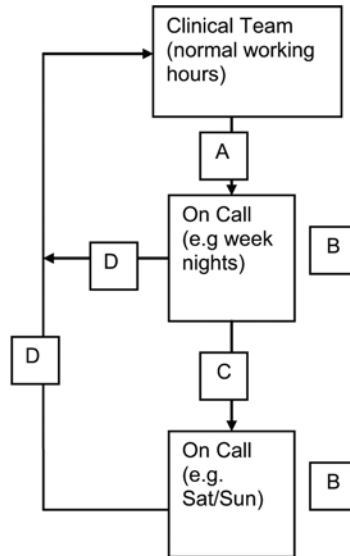 Clinical Team
(normal working
hours)
A
On Call
(e.g week
nights)
B
D
C
D
On Call
(e.g.
Sat/Sun)
B